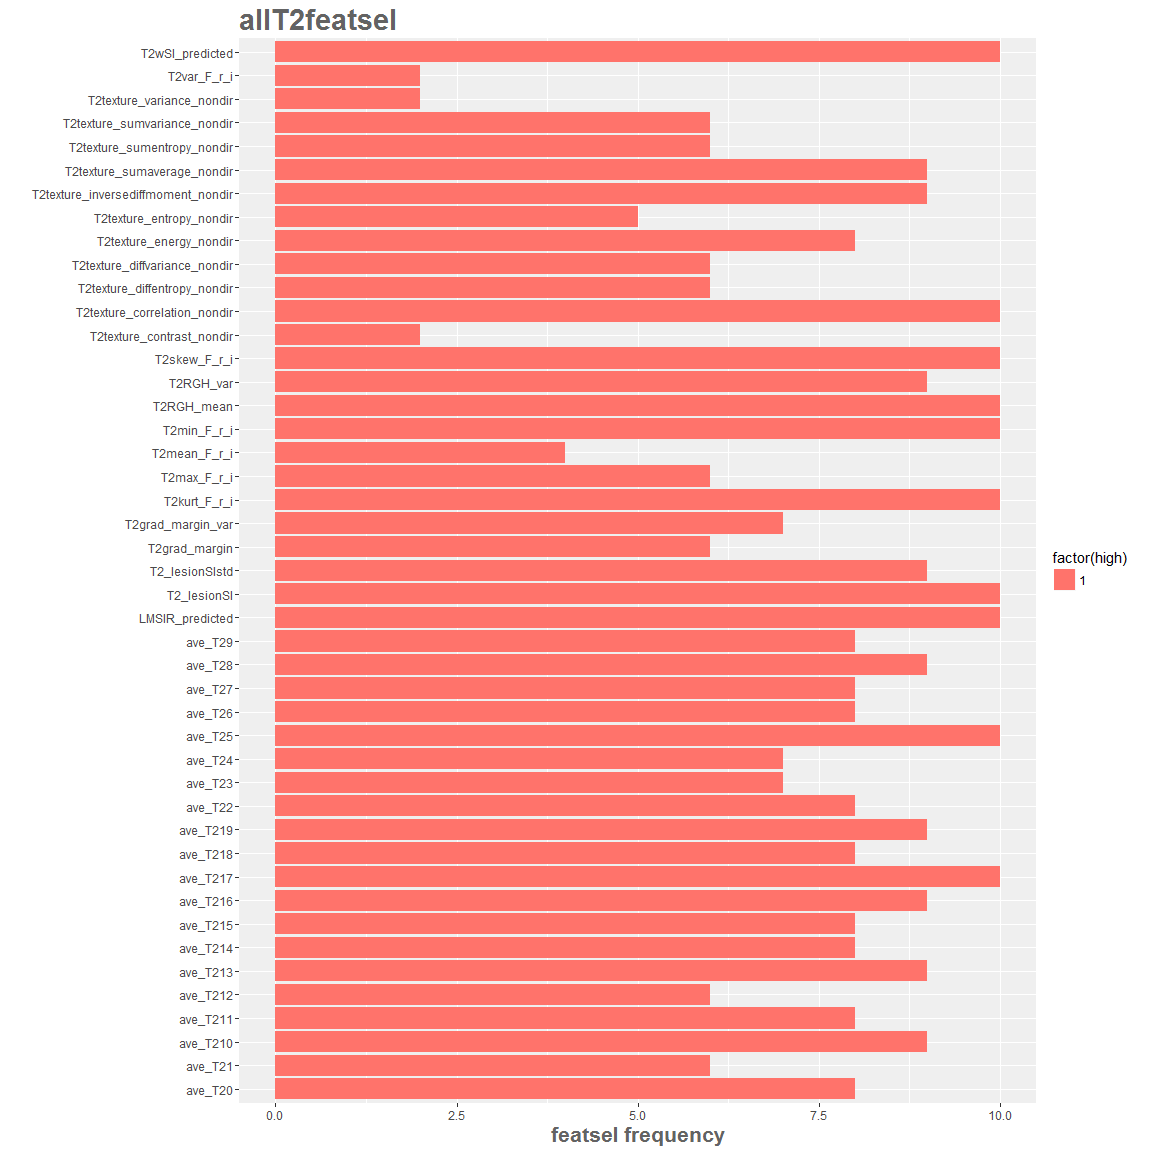 allT2featsel
T2wSI_predicted
T2var_F_r_i
T2texture_variance_nondir
T2texture_sumvariance_nondir
T2texture_sumentropy_nondir
T2texture_sumaverage_nondir
T2texture_inversediffmoment_nondir
T2texture_entropy_nondir
T2texture_energy_nondir
T2texture_diffvariance_nondir
T2texture_diffentropy_nondir
T2texture_correlation_nondir
T2texture_contrast_nondir
T2skew_F_r_i
T2RGH_var
T2RGH_mean
T2min_F_r_i
T2mean_F_r_i
T2max_F_r_i
T2kurt_F_r_i
T2grad_margin_var
T2grad_margin
T2_lesionSIstd
T2_lesionSI
LMSIR_predicted
ave_T29
ave_T28
ave_T27
ave_T26
ave_T25
ave_T24
ave_T23
ave_T22
ave_T219
ave_T218
ave_T217
ave_T216
ave_T215
ave_T214
ave_T213
ave_T212
ave_T211
ave_T210
ave_T21
ave_T20
0.0 2.5 5.0 7.5 10.0
featsel frequency
factor(high)
1